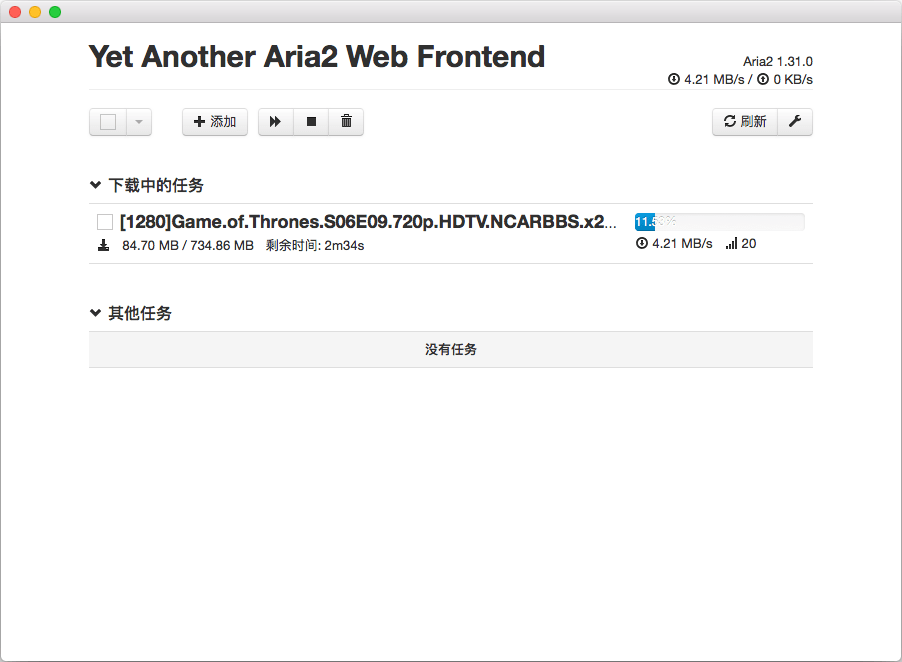 Yet Another Aria2 Web Frontend
Aria2 1.31.0
4.21 MB/s / 0 KB/s
添加
刷新
下载中的任务
[1280]Game.of.Thrones.S06E09.720p.HDTV.NCARBBS.x2...
84.70 MB / 734.86 MB 剩余时间: 2m34s
4.21 MB/s 20
其他任务
没有任务